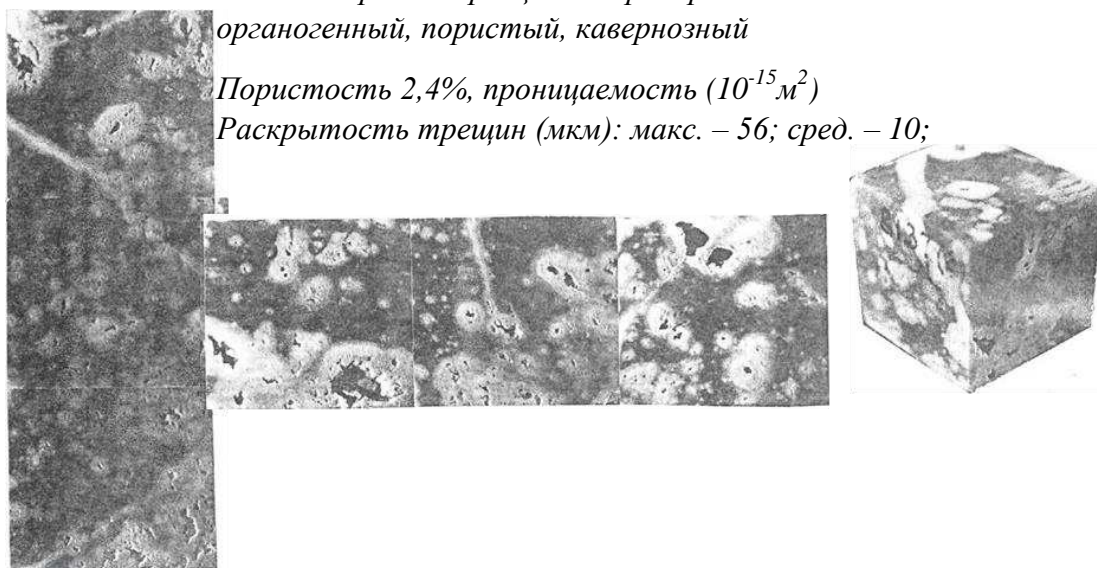 органогенный, пористый, кавернозный
Пористость 2,4%, проницаемость (10⁻¹⁵м²)
Раскрытость трещин (мкм): макс. – 56; сред. – 10;